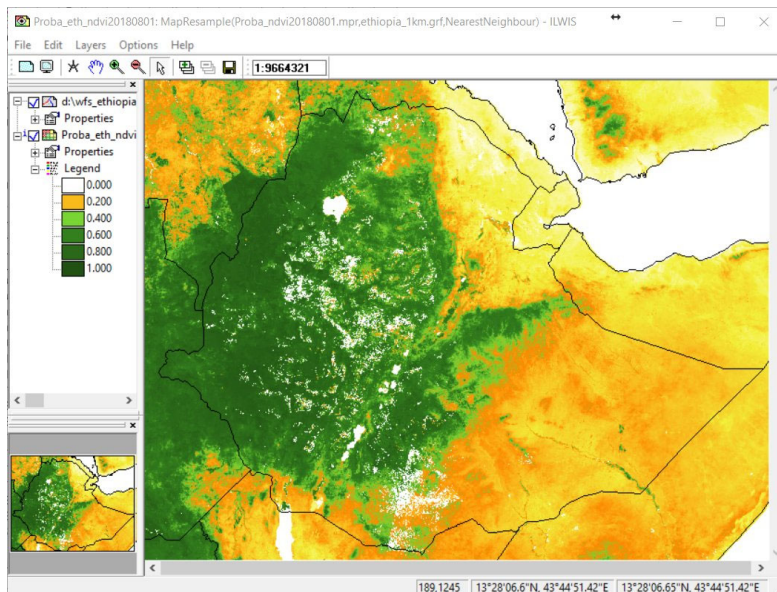 Proba_eth_ndvi20180801: MapResample(Proba_ndvi20180801.mpr,ethiopia_1km.grf,NearestNeighbour) - ILWIS
File Edit Layers Options Help
1:9664321
d:\wfs_ethiopia
Properties
Proba_eth_ndvi
Properties
Legend
0.000
0.200
0.400
0.600
0.800
1.000
189,1245 13°28'06.6"N, 43°44'51.42"E 13°28'06.65"N, 43°44'51.42"E